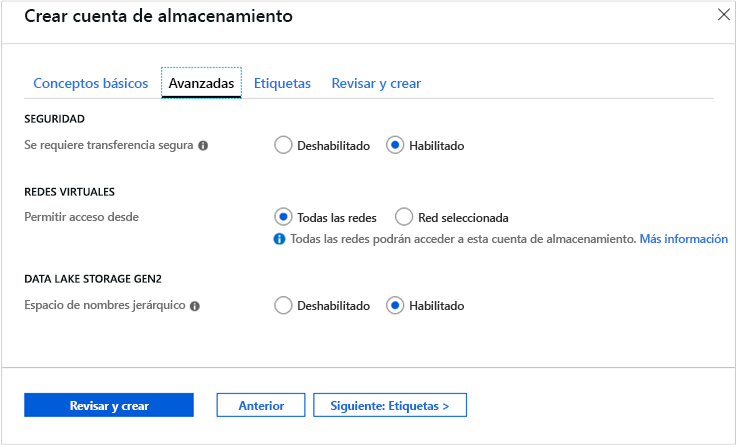 Crear cuenta de almacenamiento
Conceptos básicos Avanzadas Etiquetas Revisar y crear
SEGURIDAD
Se requiere transferencia segura Deshabilitado Habilitado
REDES VIRTUALES
Permitir acceso desde Todas las redes Red seleccionada
Todas las redes podrán acceder a esta cuenta de almacenamiento. Más información
DATA LAKE STORAGE GEN2
Espacio de nombres jerárquico Deshabilitado Habilitado
Revisar y crear Anterior Siguiente: Etiquetas >